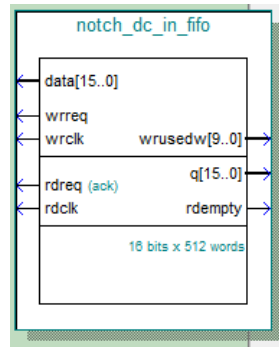 notch_dc_in_fifo
data[15..0]
wrreq
wrclk wrusedw[9..0]
q[15..0]
rdreq (ack)
rdclk rdempty
16 bits x 512 words